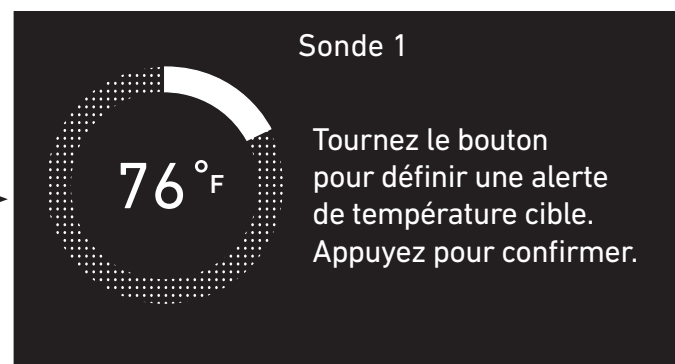 Sonde 1
76°F
Tournez le bouton
pour définir une alerte
de température cible.
Appuyez pour confirmer.